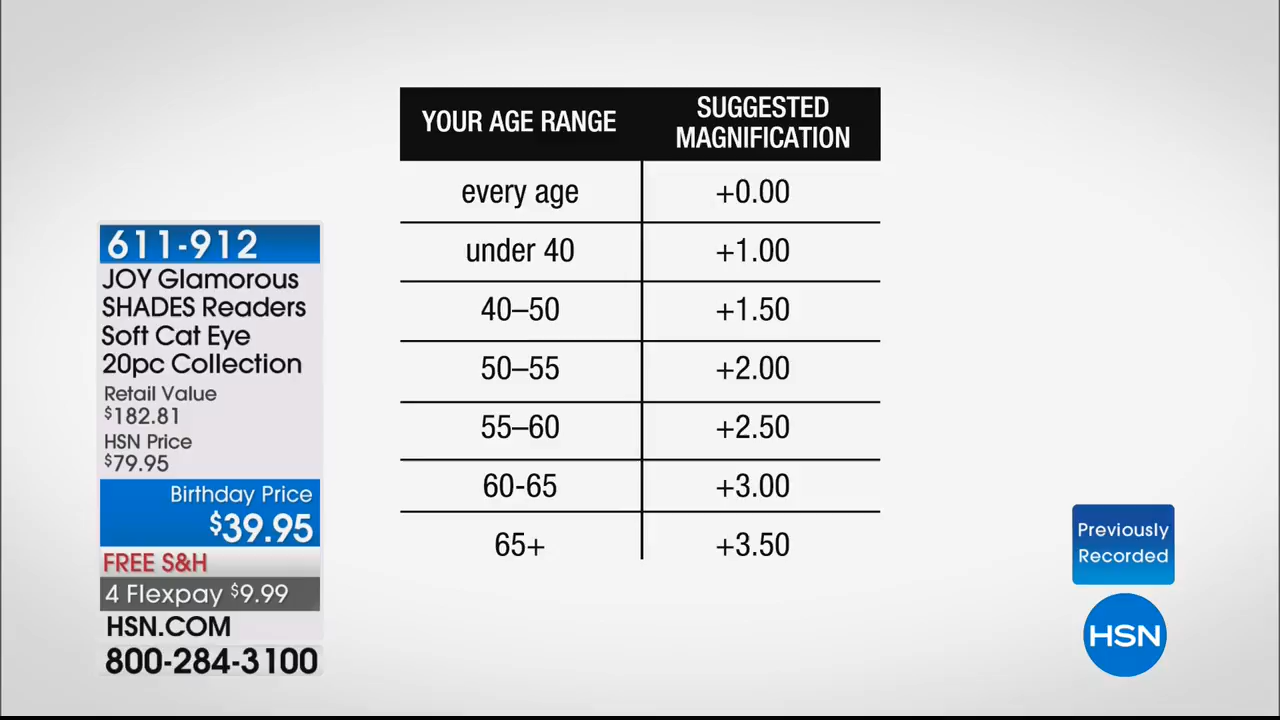 YOUR AGE RANGE
SUGGESTED
MAGNIFICATION
every age +0.00
under 40 +1.00
40–50 +1.50
50–55 +2.00
55–60 +2.50
60-65 +3.00
65+ +3.50
611-912
JOY Glamorous
SHADES Readers
Soft Cat Eye
20pc Collection
Retail Value
$182.81
HSN Price
$79.95
Birthday Price
$39.95
FREE S&H
4 Flexpay $9.99
HSN.COM
800-284-3100
Previously
Recorded
HSN